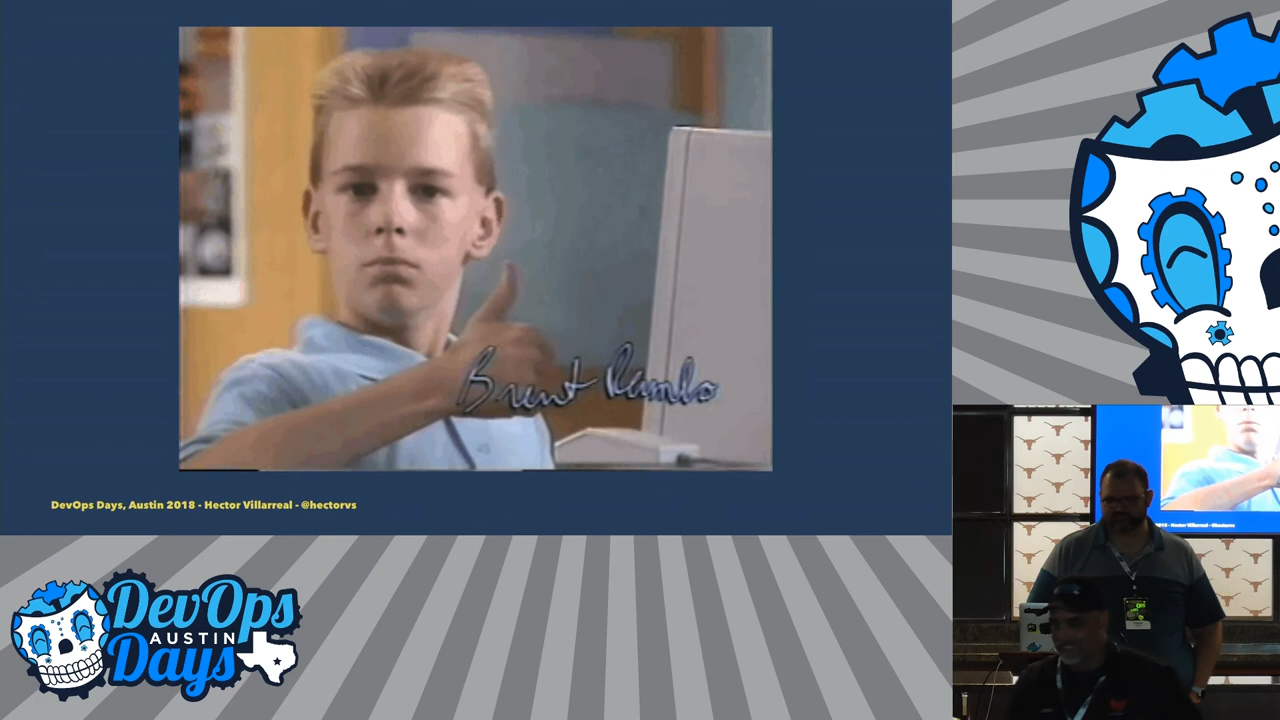 Brent Rambo
DevOps Days, Austin 2018 - Hector Villarreal - @hectorvs
DevOps
AUSTIN
Days